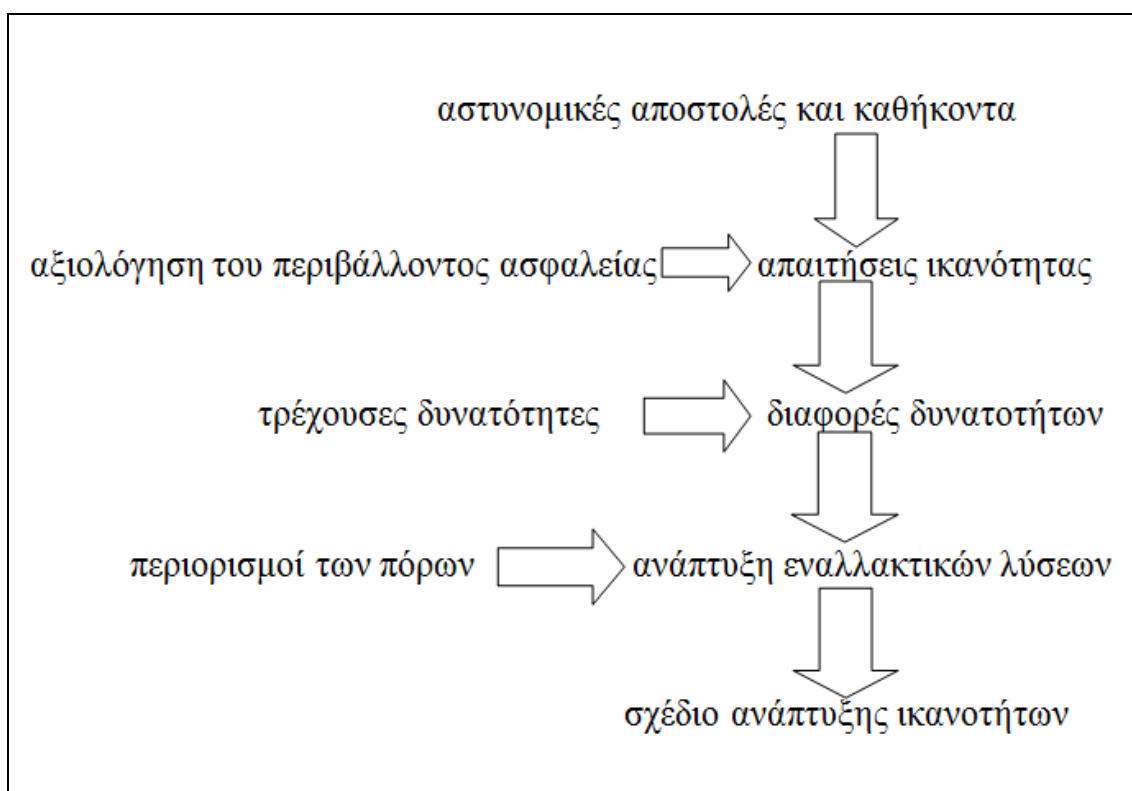 αστυνομικές αποστολές και καθήκοντα
αξιολόγηση του περιβάλλοντος ασφαλείας
απαιτήσεις ικανότητας
τρέχουσες δυνατότητες
διαφορές δυνατοτήτων
περιορισμοί των πόρων
ανάπτυξη εναλλακτικών λύσεων
σχέδιο ανάπτυξης ικανοτήτων